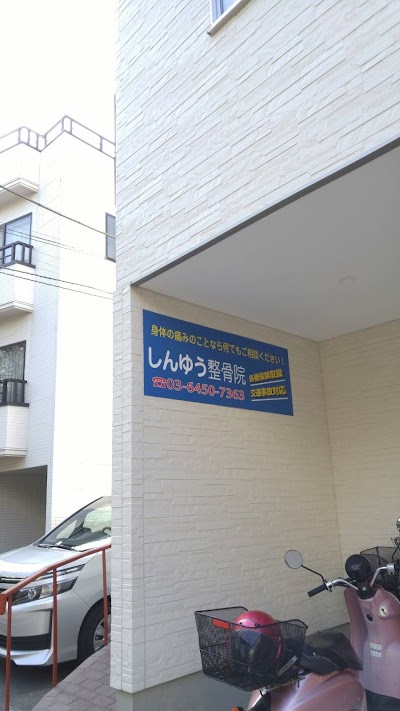 身体の痛みのことなら何でもご相談ください！
しんゆう整骨院
各種保険取扱
交通事故対応
☎03-6450-7363